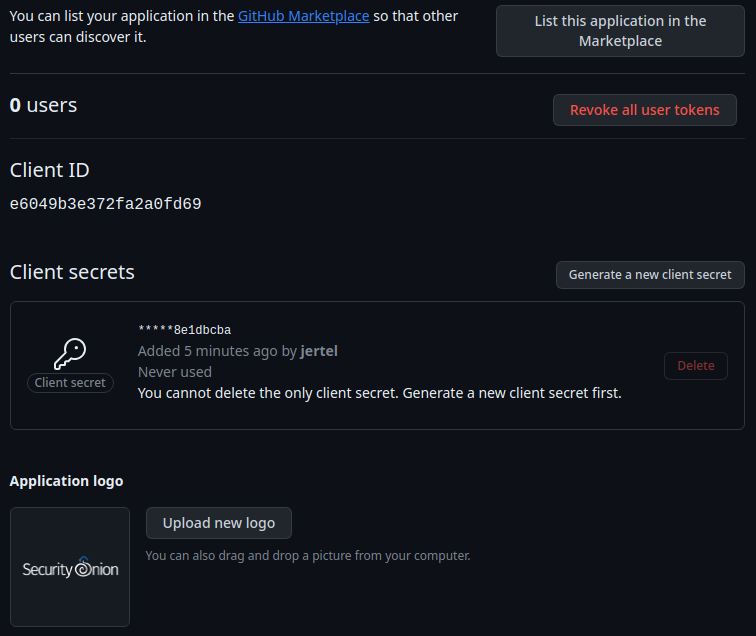 You can list your application in the GitHub Marketplace so that other
users can discover it.
List this application in the
Marketplace
0 users
Revoke all user tokens
Client ID
e6049b3e372fa2a0fd69
Client secrets
Generate a new client secret
*****8e1dbcba
Added 5 minutes ago by jertel
Never used
You cannot delete the only client secret. Generate a new client secret first.
Client secret
Delete
Application logo
Upload new logo
You can also drag and drop a picture from your computer.
Security Onion